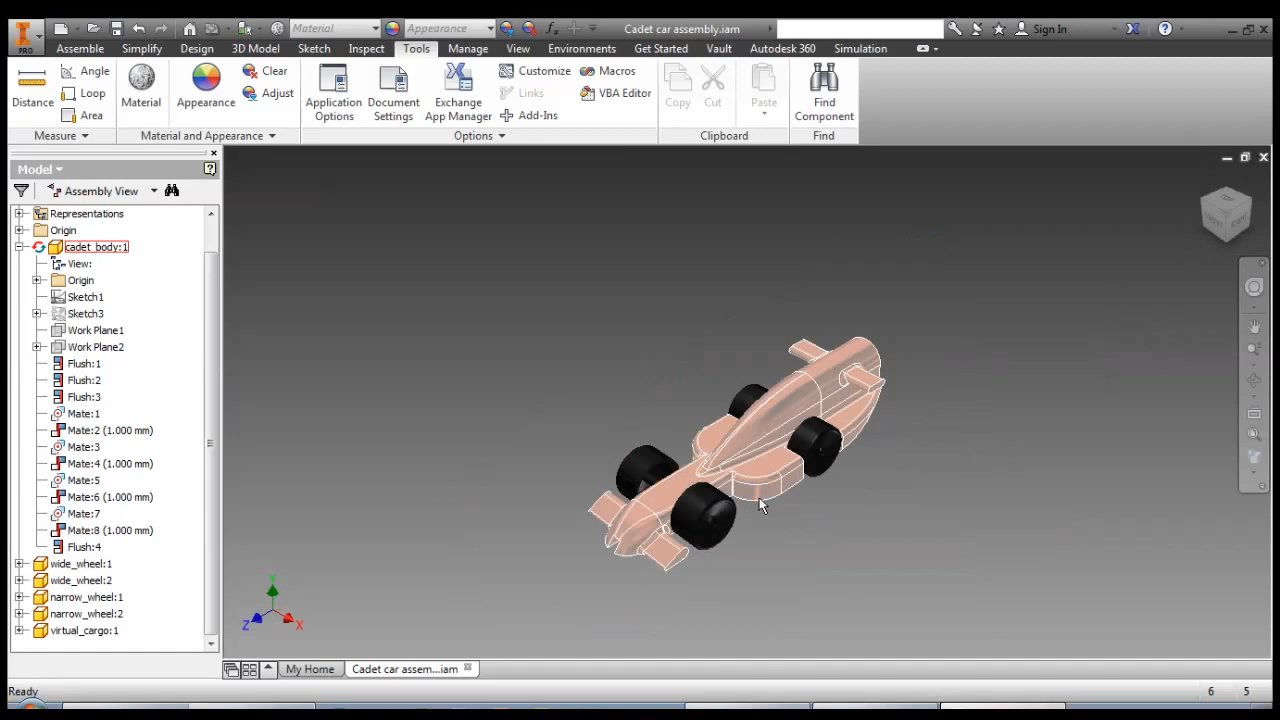 Material
Appearance
Cadet car assembly.iam
Sign In
PRO
Assemble Simplify Design 3D Model Sketch Inspect Tools Manage View Environments Get Started Vault Autodesk 360 Simulation
Distance
Angle
Loop
Area
Material
Appearance
Clear
Adjust
Application Options
Document Settings
Exchange App Manager
Customize
Links
Add-Ins
Macros
VBA Editor
Copy
Cut
Paste
Find Component
Measure
Material and Appearance
Options
Clipboard
Find
Model
Assembly View
Representations
Origin
cadet_body:1
View:
Origin
Sketch1
Sketch3
Work Plane1
Work Plane2
Flush:1
Flush:2
Flush:3
Mate:1
Mate:2 (1.000 mm)
Mate:3
Mate:4 (1.000 mm)
Mate:5
Mate:6 (1.000 mm)
Mate:7
Mate:8 (1.000 mm)
Flush:4
wide_wheel:1
wide_wheel:2
narrow_wheel:1
narrow_wheel:2
virtual_cargo:1
Y
Z
X
My Home
Cadet car assem...iam
Ready
6 5